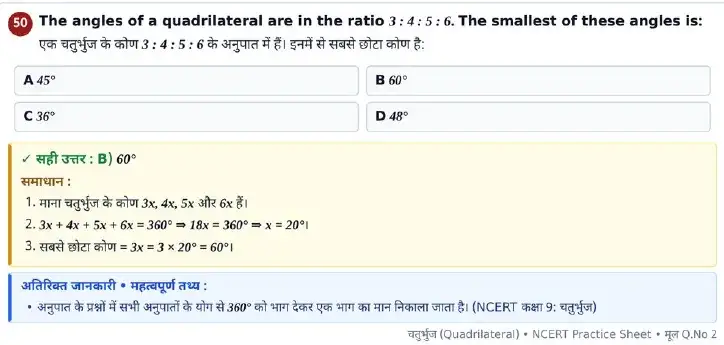 50 The angles of a quadrilateral are in the ratio 3 : 4 : 5 : 6. The smallest of these angles is:
एक चतुर्भुज के कोण 3 : 4 : 5 : 6 के अनुपात में हैं। इनमें से सबसे छोटा कोण है:
A 45°
B 60°
C 36°
D 48°
✓ सही उत्तर : B) 60°
समाधान :
1. माना चतुर्भुज के कोण 3x, 4x, 5x और 6x हैं।
2. 3x + 4x + 5x + 6x = 360° ⇒ 18x = 360° ⇒ x = 20°।
3. सबसे छोटा कोण = 3x = 3 × 20° = 60°।
अतिरिक्त जानकारी • महत्वपूर्ण तथ्य :
• अनुपात के प्रश्नों में सभी अनुपातों के योग से 360° को भाग देकर एक भाग का मान निकाला जाता है। (NCERT कक्षा 9: चतुर्भुज)
चतुर्भुज (Quadrilateral) • NCERT Practice Sheet • मूल Q.No 2